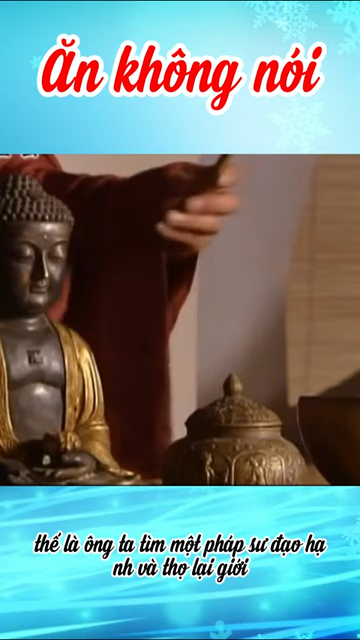 Ăn không nói
thế là ông ta tìm một pháp sư đạo hạ
nh và thọ lại giới